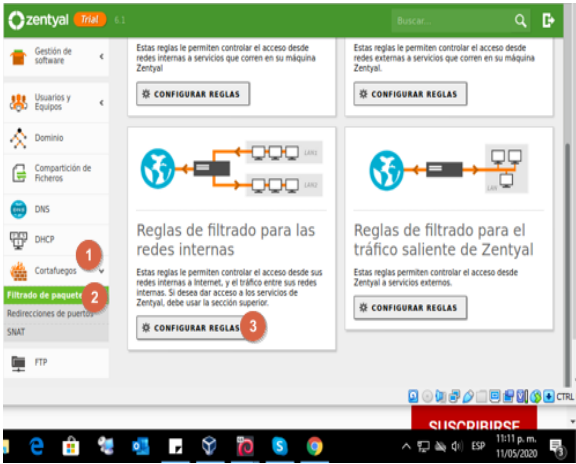 zentyal Trial 6.1
Buscar...
Gestión de
software
Usuarios y
Equipos
Dominio
Compartición de
Ficheros
DNS
DHCP
1
Cortafuegos
Filtrado de paquete
2
Redirecciones de puertos
SNAT
FTP
Estas reglas le permiten controlar el acceso desde
redes internas a servicios que corren en su máquina
Zentyal.
CONFIGURAR REGLAS
Estas reglas le permiten controlar el acceso desde
redes externas a servicios que corren en su máquina
Zentyal.
CONFIGURAR REGLAS
LAN1
LAN2
Reglas de filtrado para las
redes internas
Estas reglas le permiten controlar el acceso desde sus
redes internas a Internet, y el tráfico entre sus redes
internas. Si desea dar acceso a los servicios de
Zentyal, debe usar la sección superior.
CONFIGURAR REGLAS
3
LAN
Reglas de filtrado para el
tráfico saliente de Zentyal
Estas reglas permiten controlar el acceso desde
Zentyal a servicios externos.
CONFIGURAR REGLAS
CTRL
SUSCRIBIRSE
ESP
11:11 p. m.
11/05/2020
3